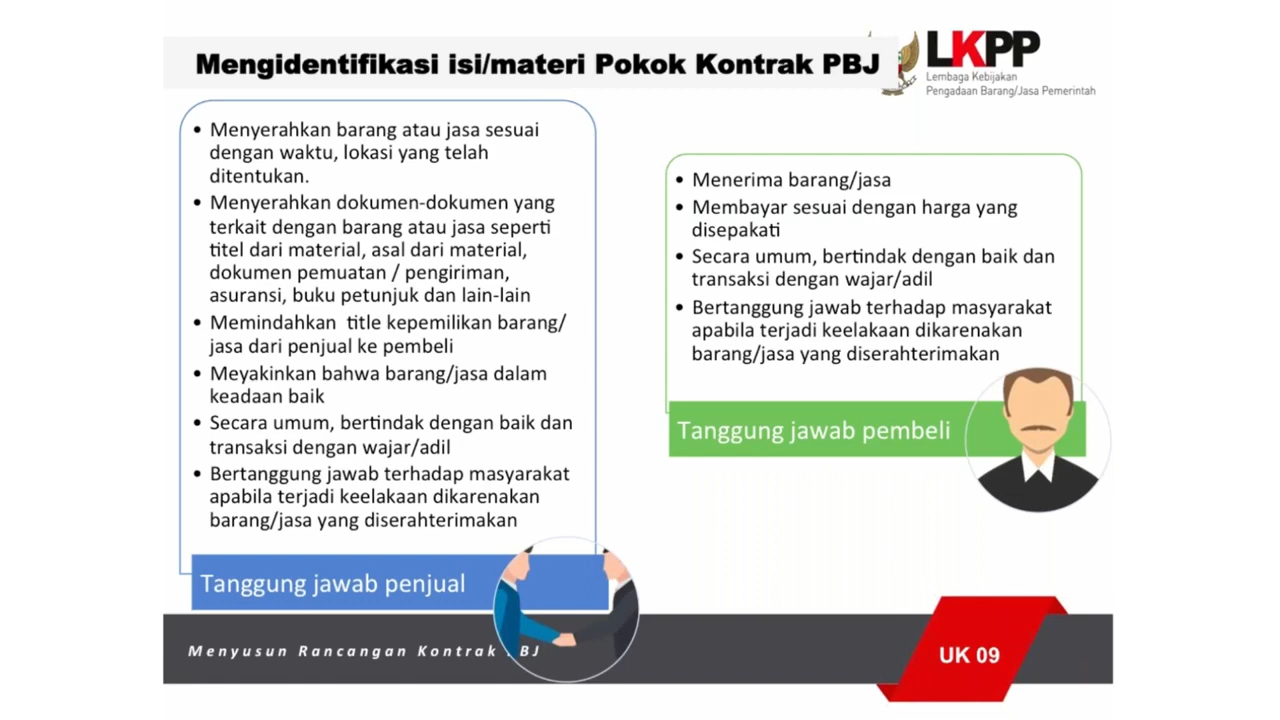 Mengidentifikasi isi/materi Pokok Kontrak PBJ
LKPP
Lembaga Kebijakan
Pengadaan Barang/Jasa Pemerintah
• Menyerahkan barang atau jasa sesuai
dengan waktu, lokasi yang telah
ditentukan.
• Menyerahkan dokumen-dokumen yang
terkait dengan barang atau jasa seperti
titel dari material, asal dari material,
dokumen pemuatan / pengiriman,
asuransi, buku petunjuk dan lain-lain
• Memindahkan title kepemilikan barang/
jasa dari penjual ke pembeli
• Meyakinkan bahwa barang/jasa dalam
keadaan baik
• Secara umum, bertindak dengan baik dan
transaksi dengan wajar/adil
• Bertanggung jawab terhadap masyarakat
apabila terjadi keelakaan dikarenakan
barang/jasa yang diserahterimakan
Tanggung jawab penjual
• Menerima barang/jasa
• Membayar sesuai dengan harga yang
disepakati
• Secara umum, bertindak dengan baik dan
transaksi dengan wajar/adil
• Bertanggung jawab terhadap masyarakat
apabila terjadi keelakaan dikarenakan
barang/jasa yang diserahterimakan
Tanggung jawab pembeli
Menyusun Rancangan Kontrak PBJ
UK 09